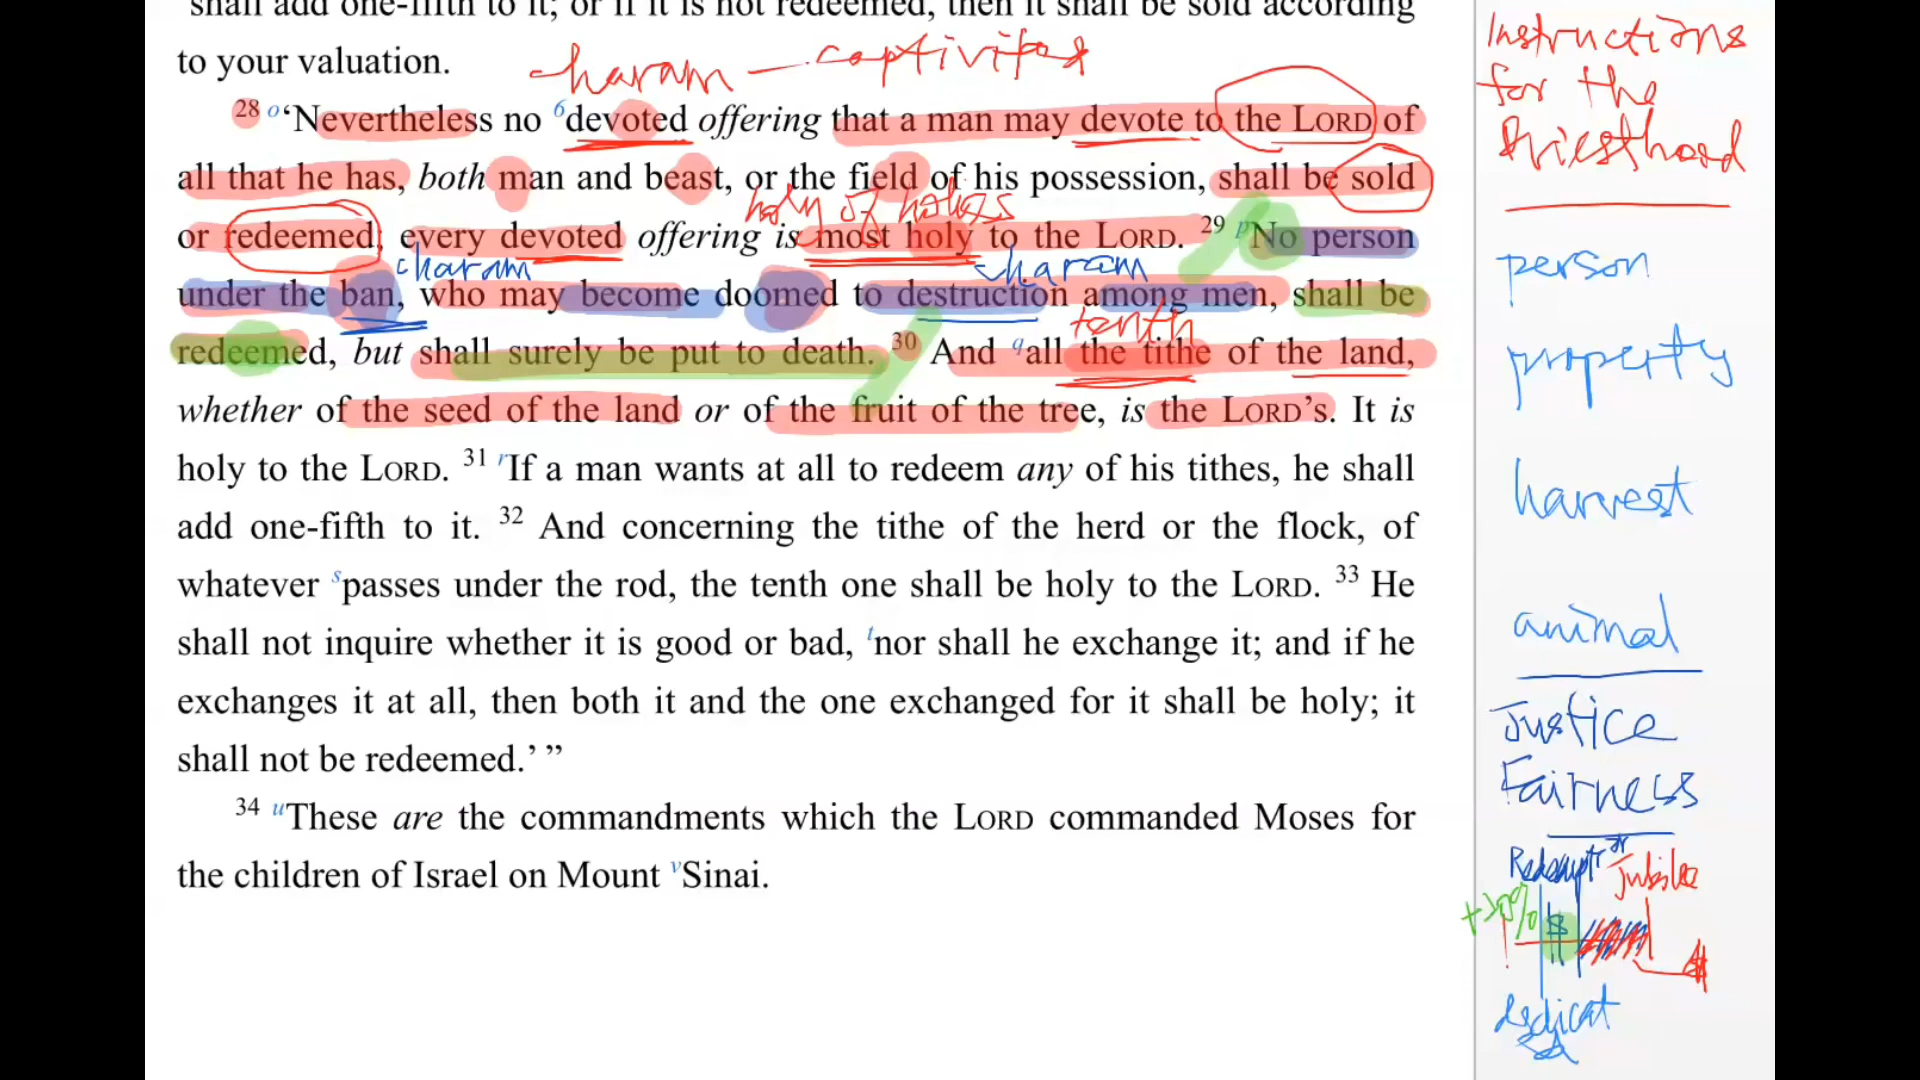 shall add one-fifth to it; or if it is not redeemed, then it shall be sold according
to your valuation.
charam — captivites
28 o‘Nevertheless no 6devoted offering that a man may devote to the LORD of
all that he has, both man and beast, or the field of his possession, shall be sold
holy of holies
or redeemed; every devoted offering is most holy to the LORD. 29 pNo person
charam charam
under the ban, who may become doomed to destruction among men, shall be
tenth
redeemed, but shall surely be put to death. 30 And qall the tithe of the land,
whether of the seed of the land or of the fruit of the tree, is the LORD’s. It is
holy to the LORD. 31 rIf a man wants at all to redeem any of his tithes, he shall
add one-fifth to it. 32 And concerning the tithe of the herd or the flock, of
whatever spasses under the rod, the tenth one shall be holy to the LORD. 33 He
shall not inquire whether it is good or bad, tnor shall he exchange it; and if he
exchanges it at all, then both it and the one exchanged for it shall be holy; it
shall not be redeemed.’ ”
34 uThese are the commandments which the LORD commanded Moses for
the children of Israel on Mount vSinai.
Instructions
for the
Priesthood
person
property
harvest
animal
Justice
Fairness
Jubilee
+20%
$